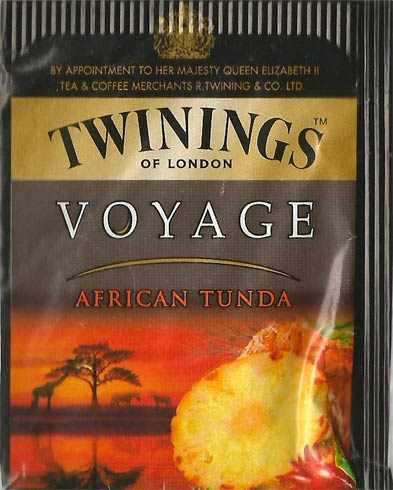 BY APPOINTMENT TO HER MAJESTY QUEEN ELIZABETH II
TEA & COFFEE MERCHANTS R.TWINING & CO. LTD.
TWININGS™
OF LONDON
VOYAGE
AFRICAN TUNDA